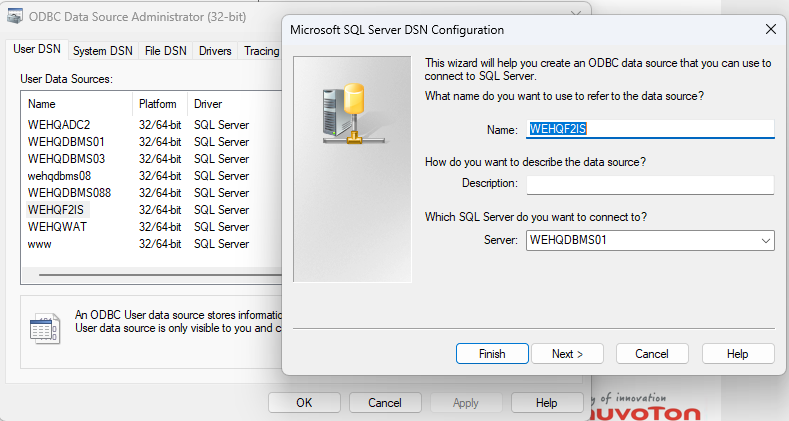 ODBC Data Source Administrator (32-bit)
User DSN System DSN File DSN Drivers Tracing
User Data Sources:
Name Platform Driver
WEHQADC2 32/64-bit SQL Server
WEHQDBMS01 32/64-bit SQL Server
WEHQDBMS03 32/64-bit SQL Server
wehqdbms08 32/64-bit SQL Server
WEHQDBMS088 32/64-bit SQL Server
WEHQF2IS 32/64-bit SQL Server
WEHQWAT 32/64-bit SQL Server
www 32/64-bit SQL Server
An ODBC User data source stores
User data source is only visible to you and
OK Cancel Apply Help
Microsoft SQL Server DSN Configuration
This wizard will help you create an ODBC data source that you can use to
connect to SQL Server.
What name do you want to use to refer to the data source?
Name: WEHQF2IS
How do you want to describe the data source?
Description:
Which SQL Server do you want to connect to?
Server: WEHQDBMS01
Finish Next > Cancel Help
of innovation